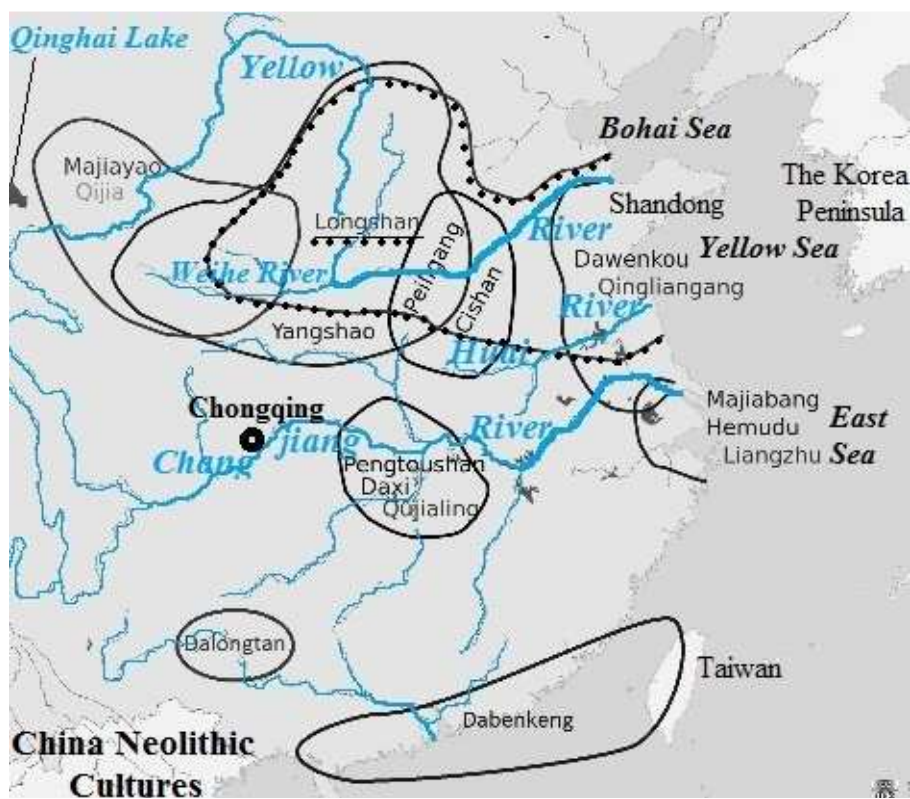 Qinghai Lake
Yellow
Bohai Sea
Majiayao
Qijia
The Korea
Peninsula
Shandong
Longshan
River
Yellow Sea
Weihe River
Peiligang
Cishan
Dawenkou
Qingliangang
River
Yangshao
Huai
Chongqing
Majiabang
Hemudu
Liangzhu
East
Sea
Chang
jiang
River
Pengtoushan
Daxi
Qujialing
Dalongtan
Taiwan
Dabenkeng
China Neolithic
Cultures